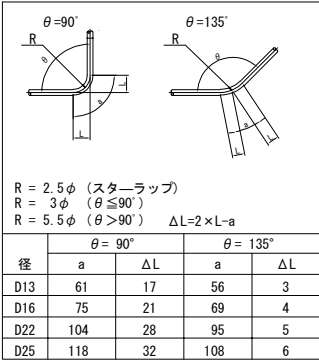 θ=90°
θ=135°
R
θ
L
a
L
R
θ
a
L
L
R = 2.5φ (スターラップ)
R = 3φ (θ≦90°)
R = 5.5φ (θ>90°) ΔL=2×L-a
径 θ= 90° θ= 135°
a ΔL a ΔL
D13 61 17 56 3
D16 75 21 69 4
D22 104 28 95 5
D25 118 32 108 6